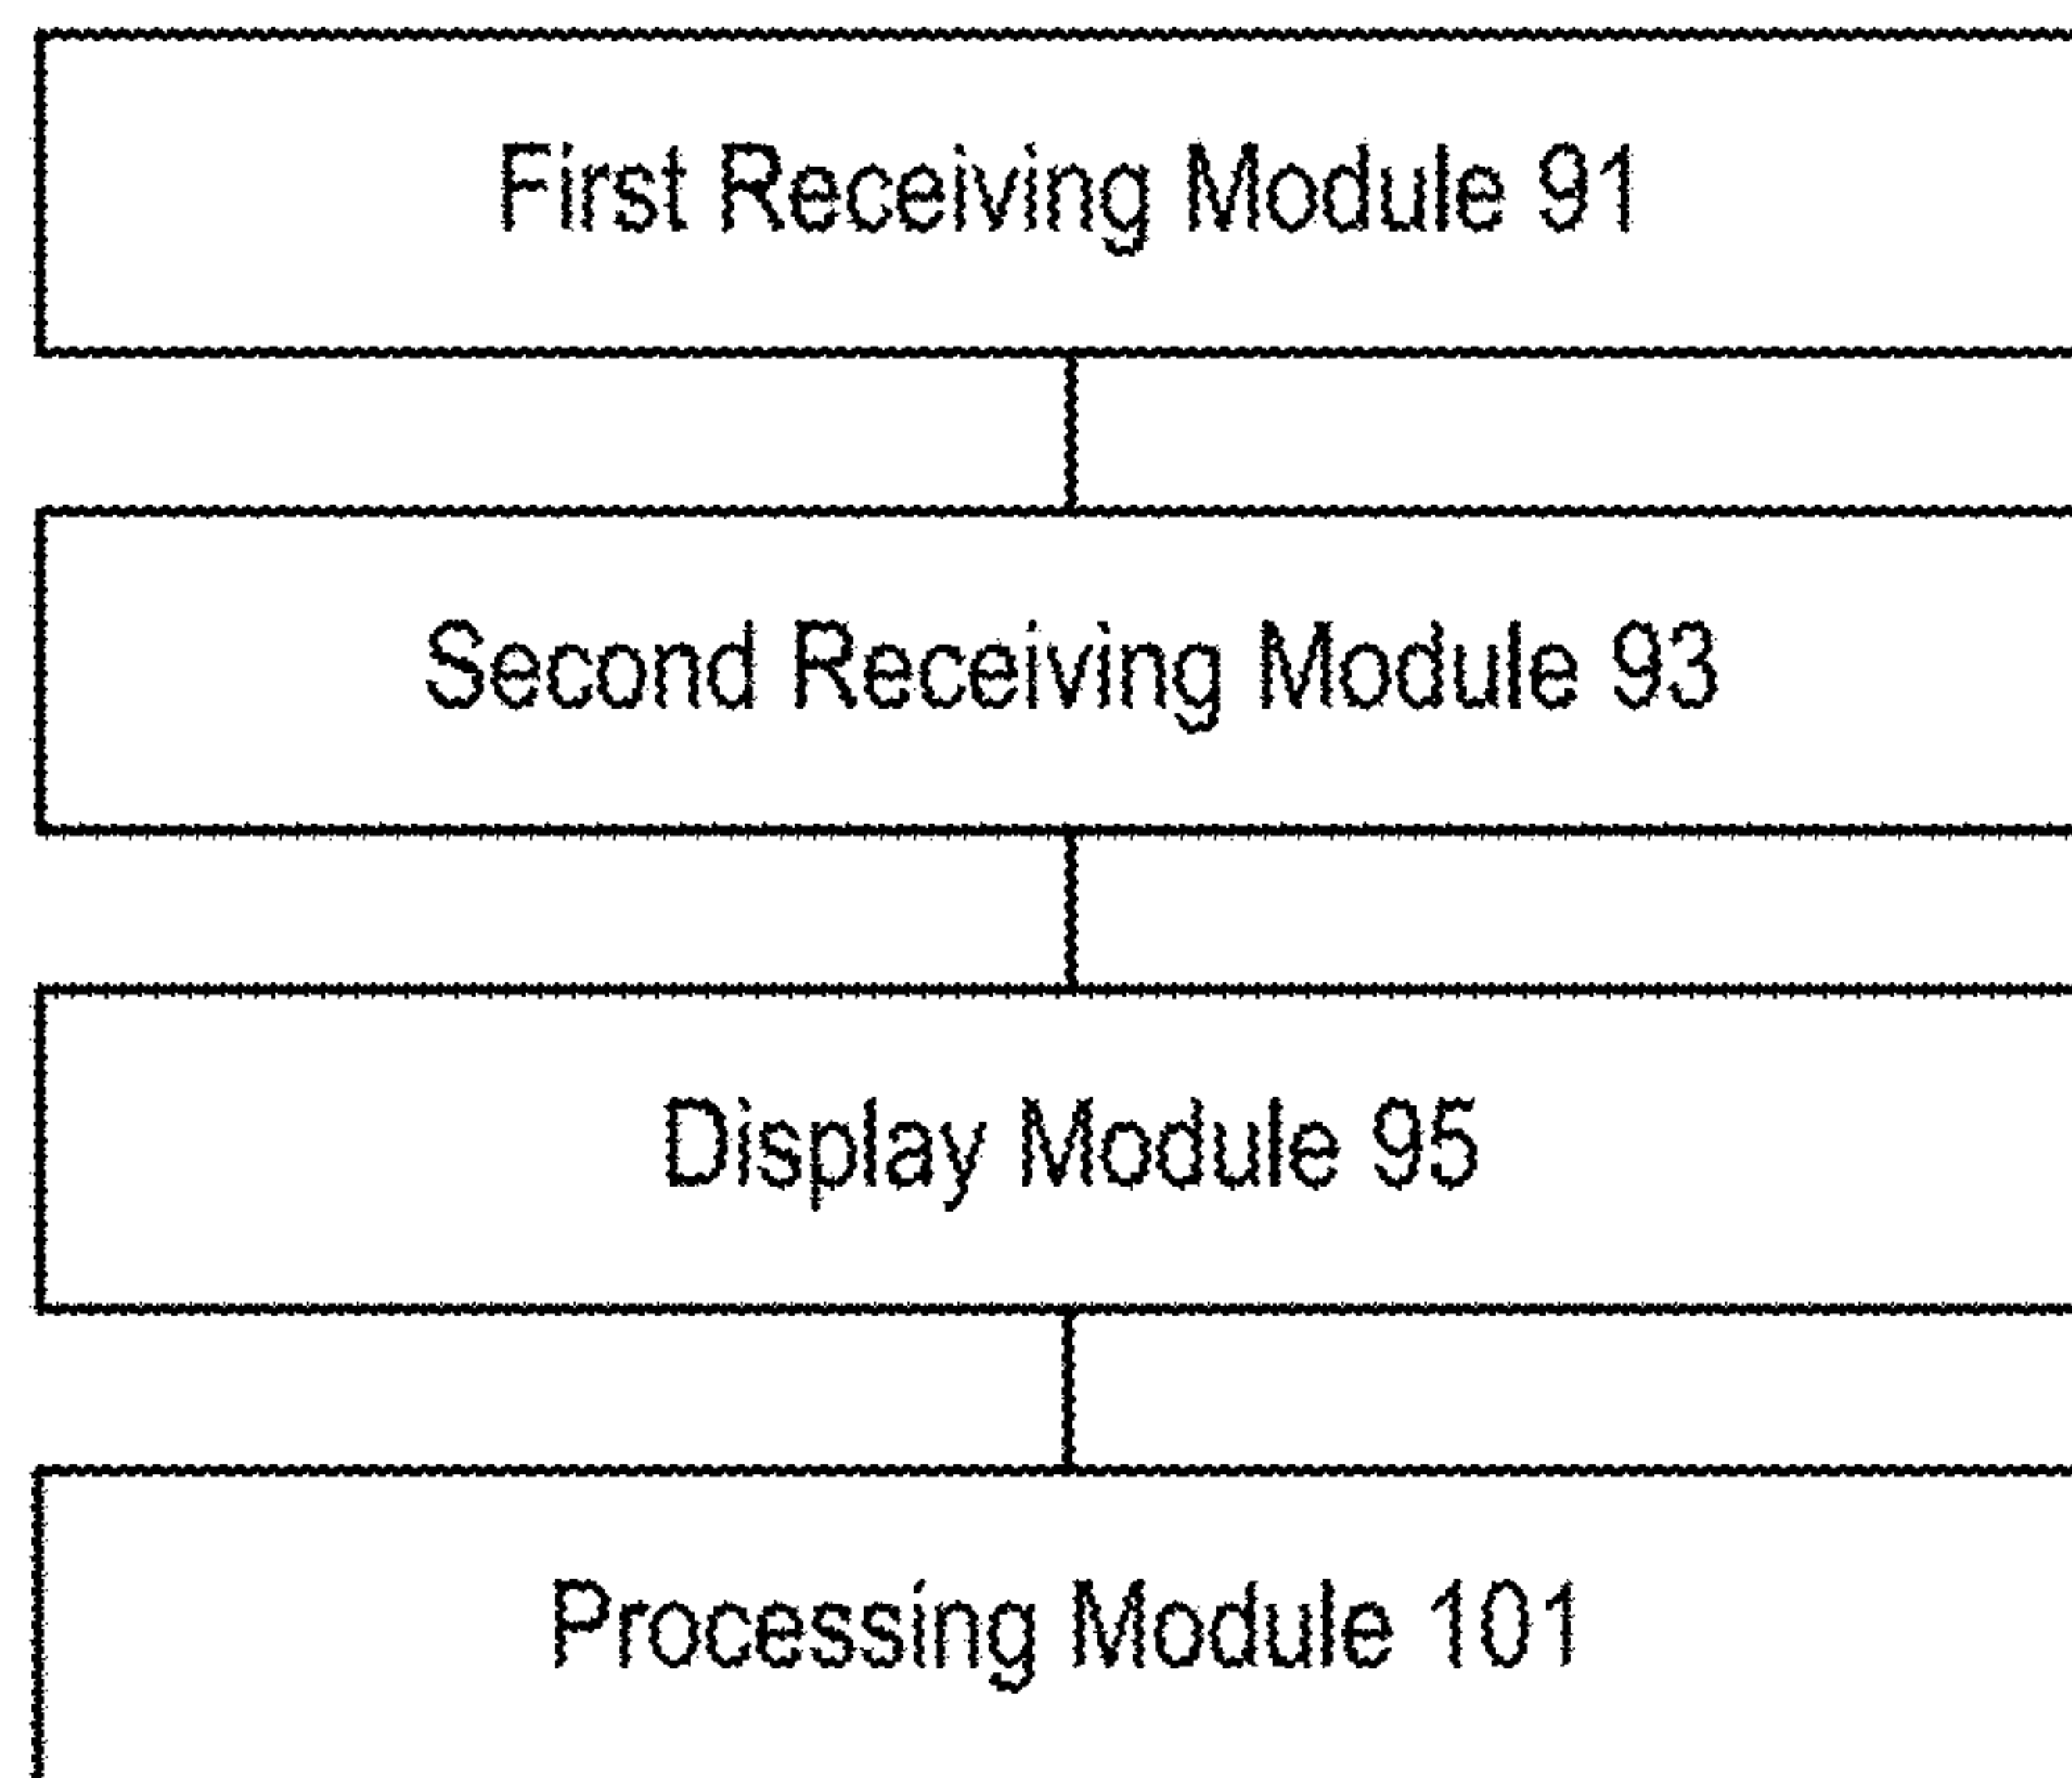 First Receiving Module 91
Second Receiving Module 93
Display Module 95
Processing Module 101